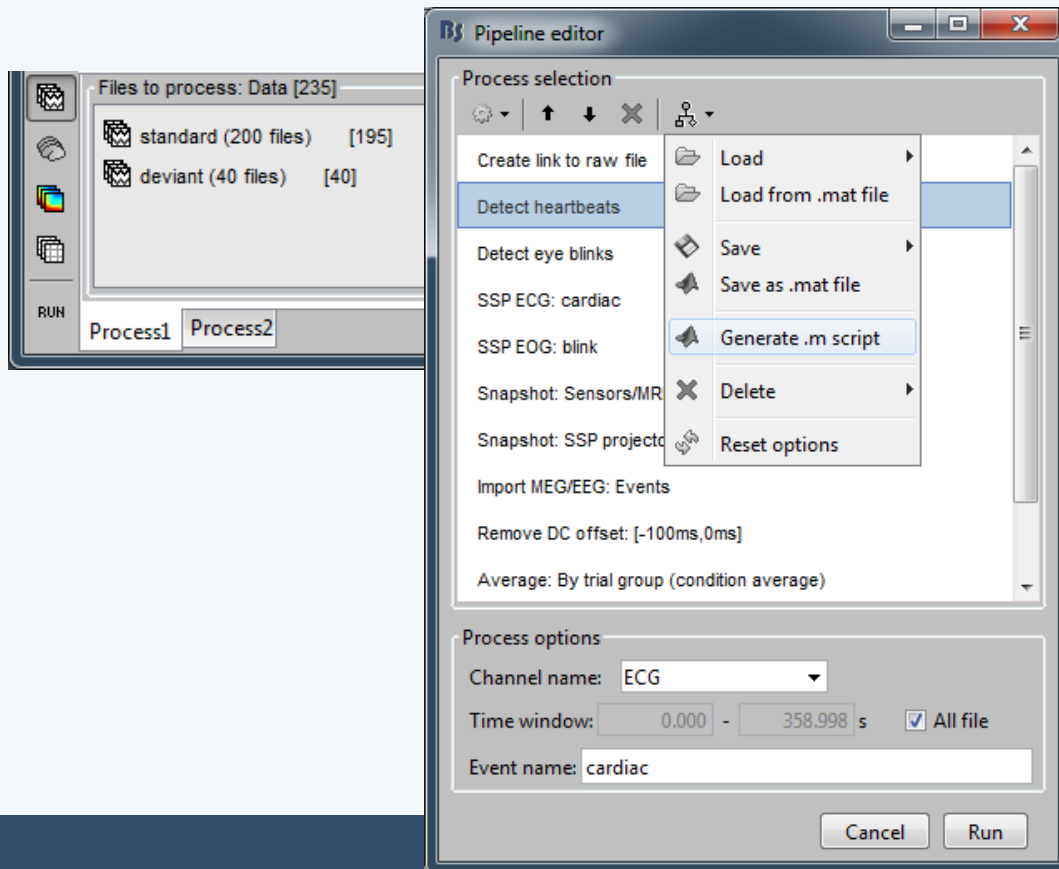 Files to process: Data [235]
standard (200 files) [195]
deviant (40 files) [40]
RUN
Process1 Process2
Pipeline editor
Process selection
Create link to raw file
Detect heartbeats
Detect eye blinks
SSP ECG: cardiac
SSP EOG: blink
Snapshot: Sensors/MR
Snapshot: SSP projecto
Import MEG/EEG: Events
Remove DC offset: [-100ms,0ms]
Average: By trial group (condition average)
Load
Load from .mat file
Save
Save as .mat file
Generate .m script
Delete
Reset options
Process options
Channel name: ECG
Time window: 0.000 - 358.998 s All file
Event name: cardiac
Cancel Run